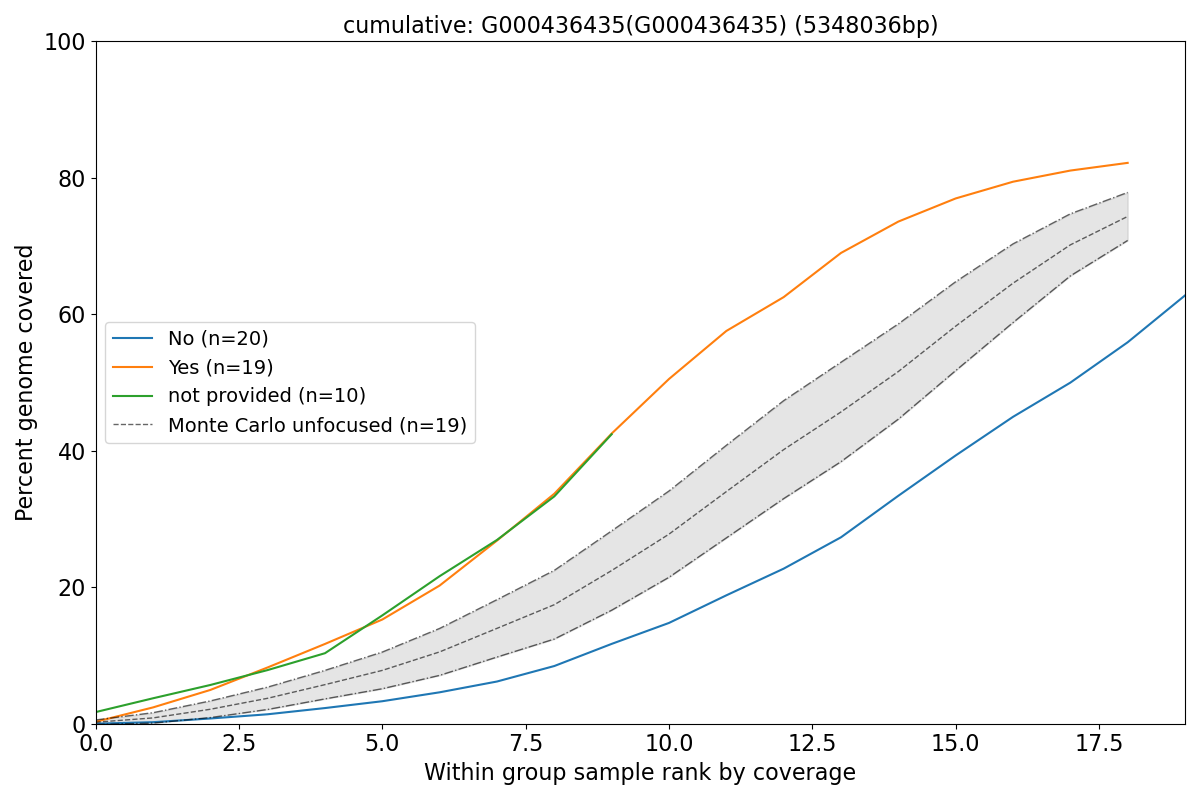 cumulative: G000436435(G000436435) (5348036bp)
Percent genome covered
100
80
60
40
20
0
No (n=20)
Yes (n=19)
not provided (n=10)
Monte Carlo unfocused (n=19)
0.0 2.5 5.0 7.5 10.0 12.5 15.0 17.5
Within group sample rank by coverage